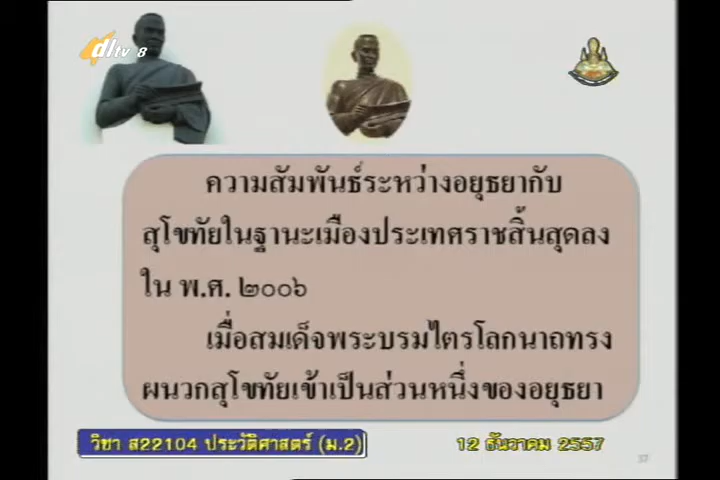 dltv 8
ความสัมพันธ์ระหว่างอยุธยากับ
สุโขทัยในฐานะเมืองประเทศราชสิ้นสุดลง
ใน พ.ศ. ๒๐๐๖
เมื่อสมเด็จพระบรมไตรโลกนาถทรง
ผนวกสุโขทัยเข้าเป็นส่วนหนึ่งของอยุธยา
วิชา ส22104 ประวัติศาสตร์ (ม.2)
12 ธันวาคม 2557
37